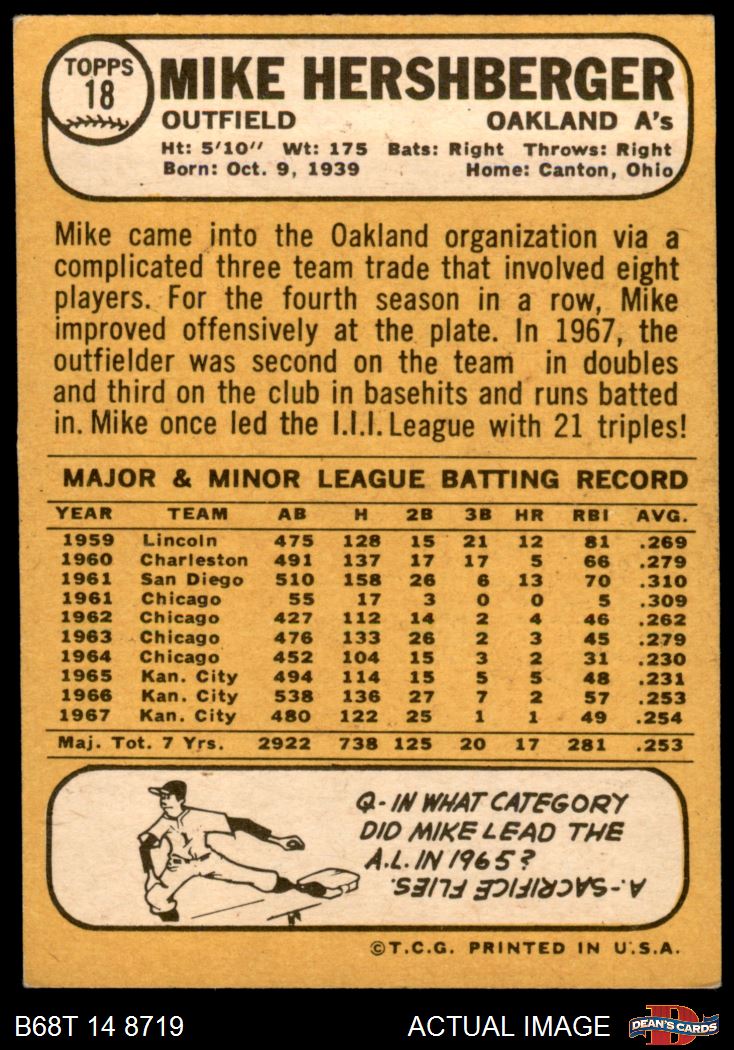 TOPPS
18
MIKE HERSHBERGER
OUTFIELD OAKLAND A's
Ht: 5'10" Wt: 175 Bats: Right Throws: Right
Born: Oct. 9, 1939 Home: Canton, Ohio
Mike came into the Oakland organization via a
complicated three team trade that involved eight
players. For the fourth season in a row, Mike
improved offensively at the plate. In 1967, the
outfielder was second on the team in doubles
and third on the club in basehits and runs batted
in. Mike once led the I.I.I. League with 21 triples!
MAJOR & MINOR LEAGUE BATTING RECORD
YEAR TEAM AB H 2B 3B HR RBI AVG.
1959 Lincoln 475 128 15 21 12 81 .269
1960 Charleston 491 137 17 17 5 66 .279
1961 San Diego 510 158 26 6 13 70 .310
1961 Chicago 55 17 3 0 0 5 .309
1962 Chicago 427 112 14 2 4 46 .262
1963 Chicago 476 133 26 2 3 45 .279
1964 Chicago 452 104 15 3 2 31 .230
1965 Kan. City 494 114 15 5 5 48 .231
1966 Kan. City 538 136 27 7 2 57 .253
1967 Kan. City 480 122 25 1 1 49 .254
Maj. Tot. 7 Yrs. 2922 738 125 20 17 281 .253
Q-IN WHAT CATEGORY
DID MIKE LEAD THE
A.L. IN 1965?
A-SACRIFICE FLIES.
©T.C.G. PRINTED IN U.S.A.
B68T 14 8719 ACTUAL IMAGE
D
DEAN'S CARDS